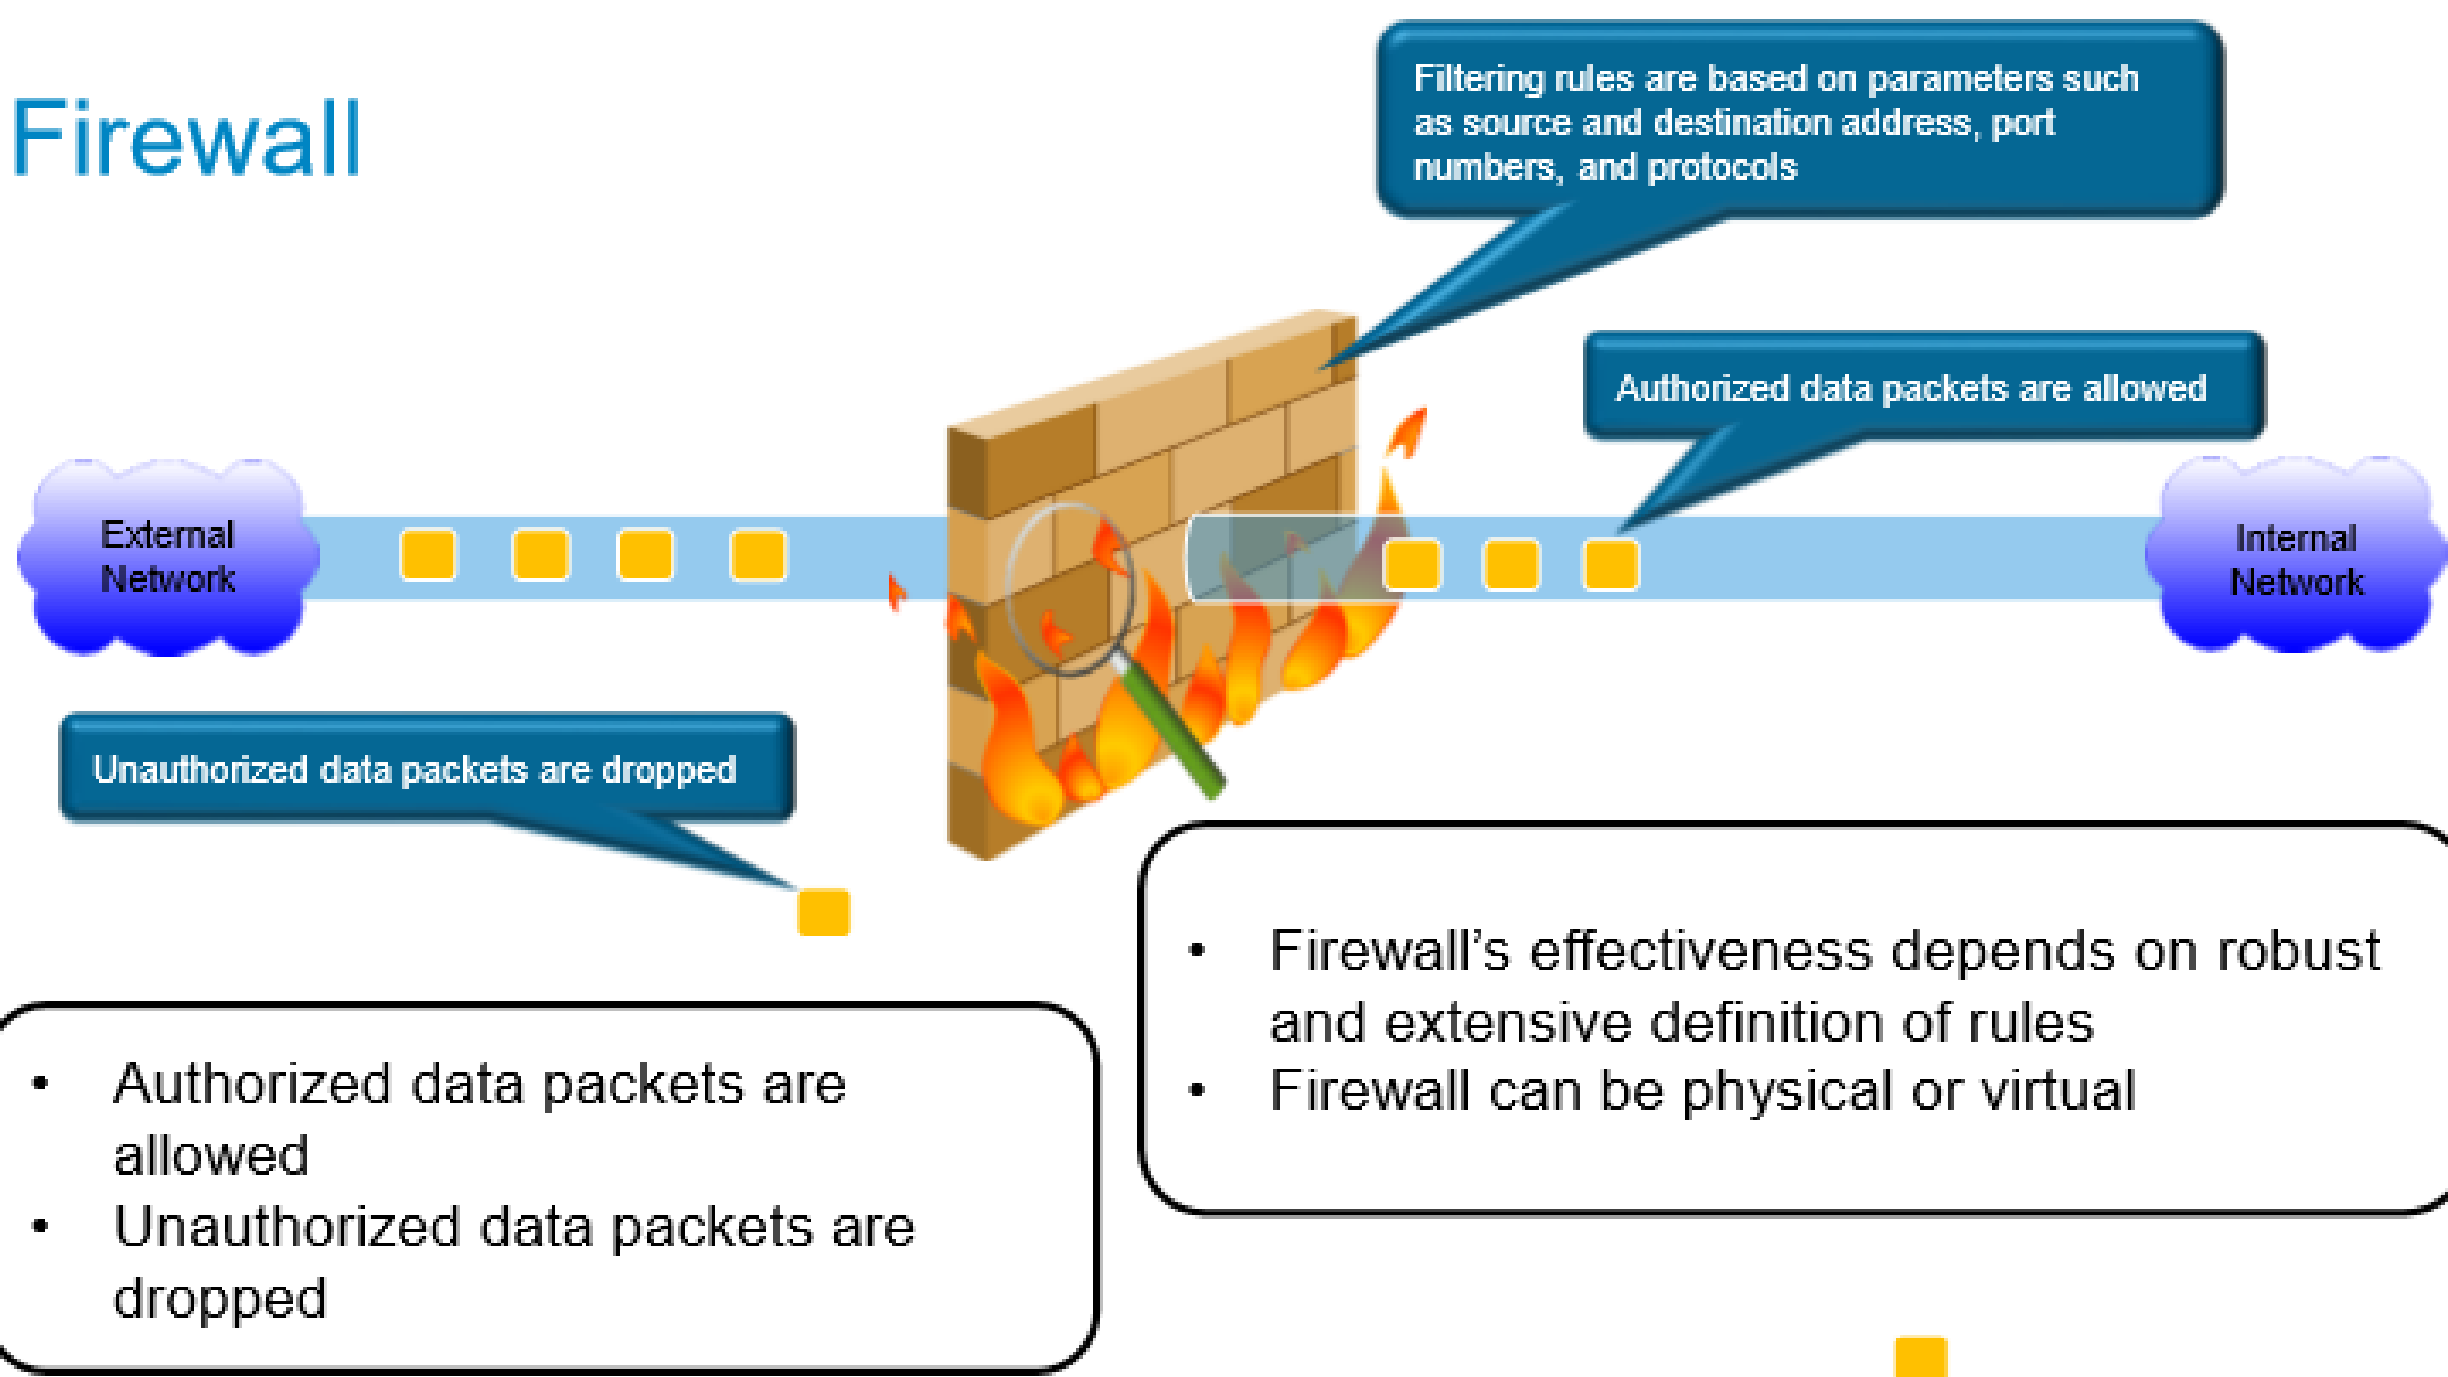 Firewall
Filtering rules are based on parameters such
as source and destination address, port
numbers, and protocols
Authorized data packets are allowed
External
Network
Internal
Network
Unauthorized data packets are dropped
• Firewall’s effectiveness depends on robust
and extensive definition of rules
• Firewall can be physical or virtual
• Authorized data packets are
allowed
• Unauthorized data packets are
dropped